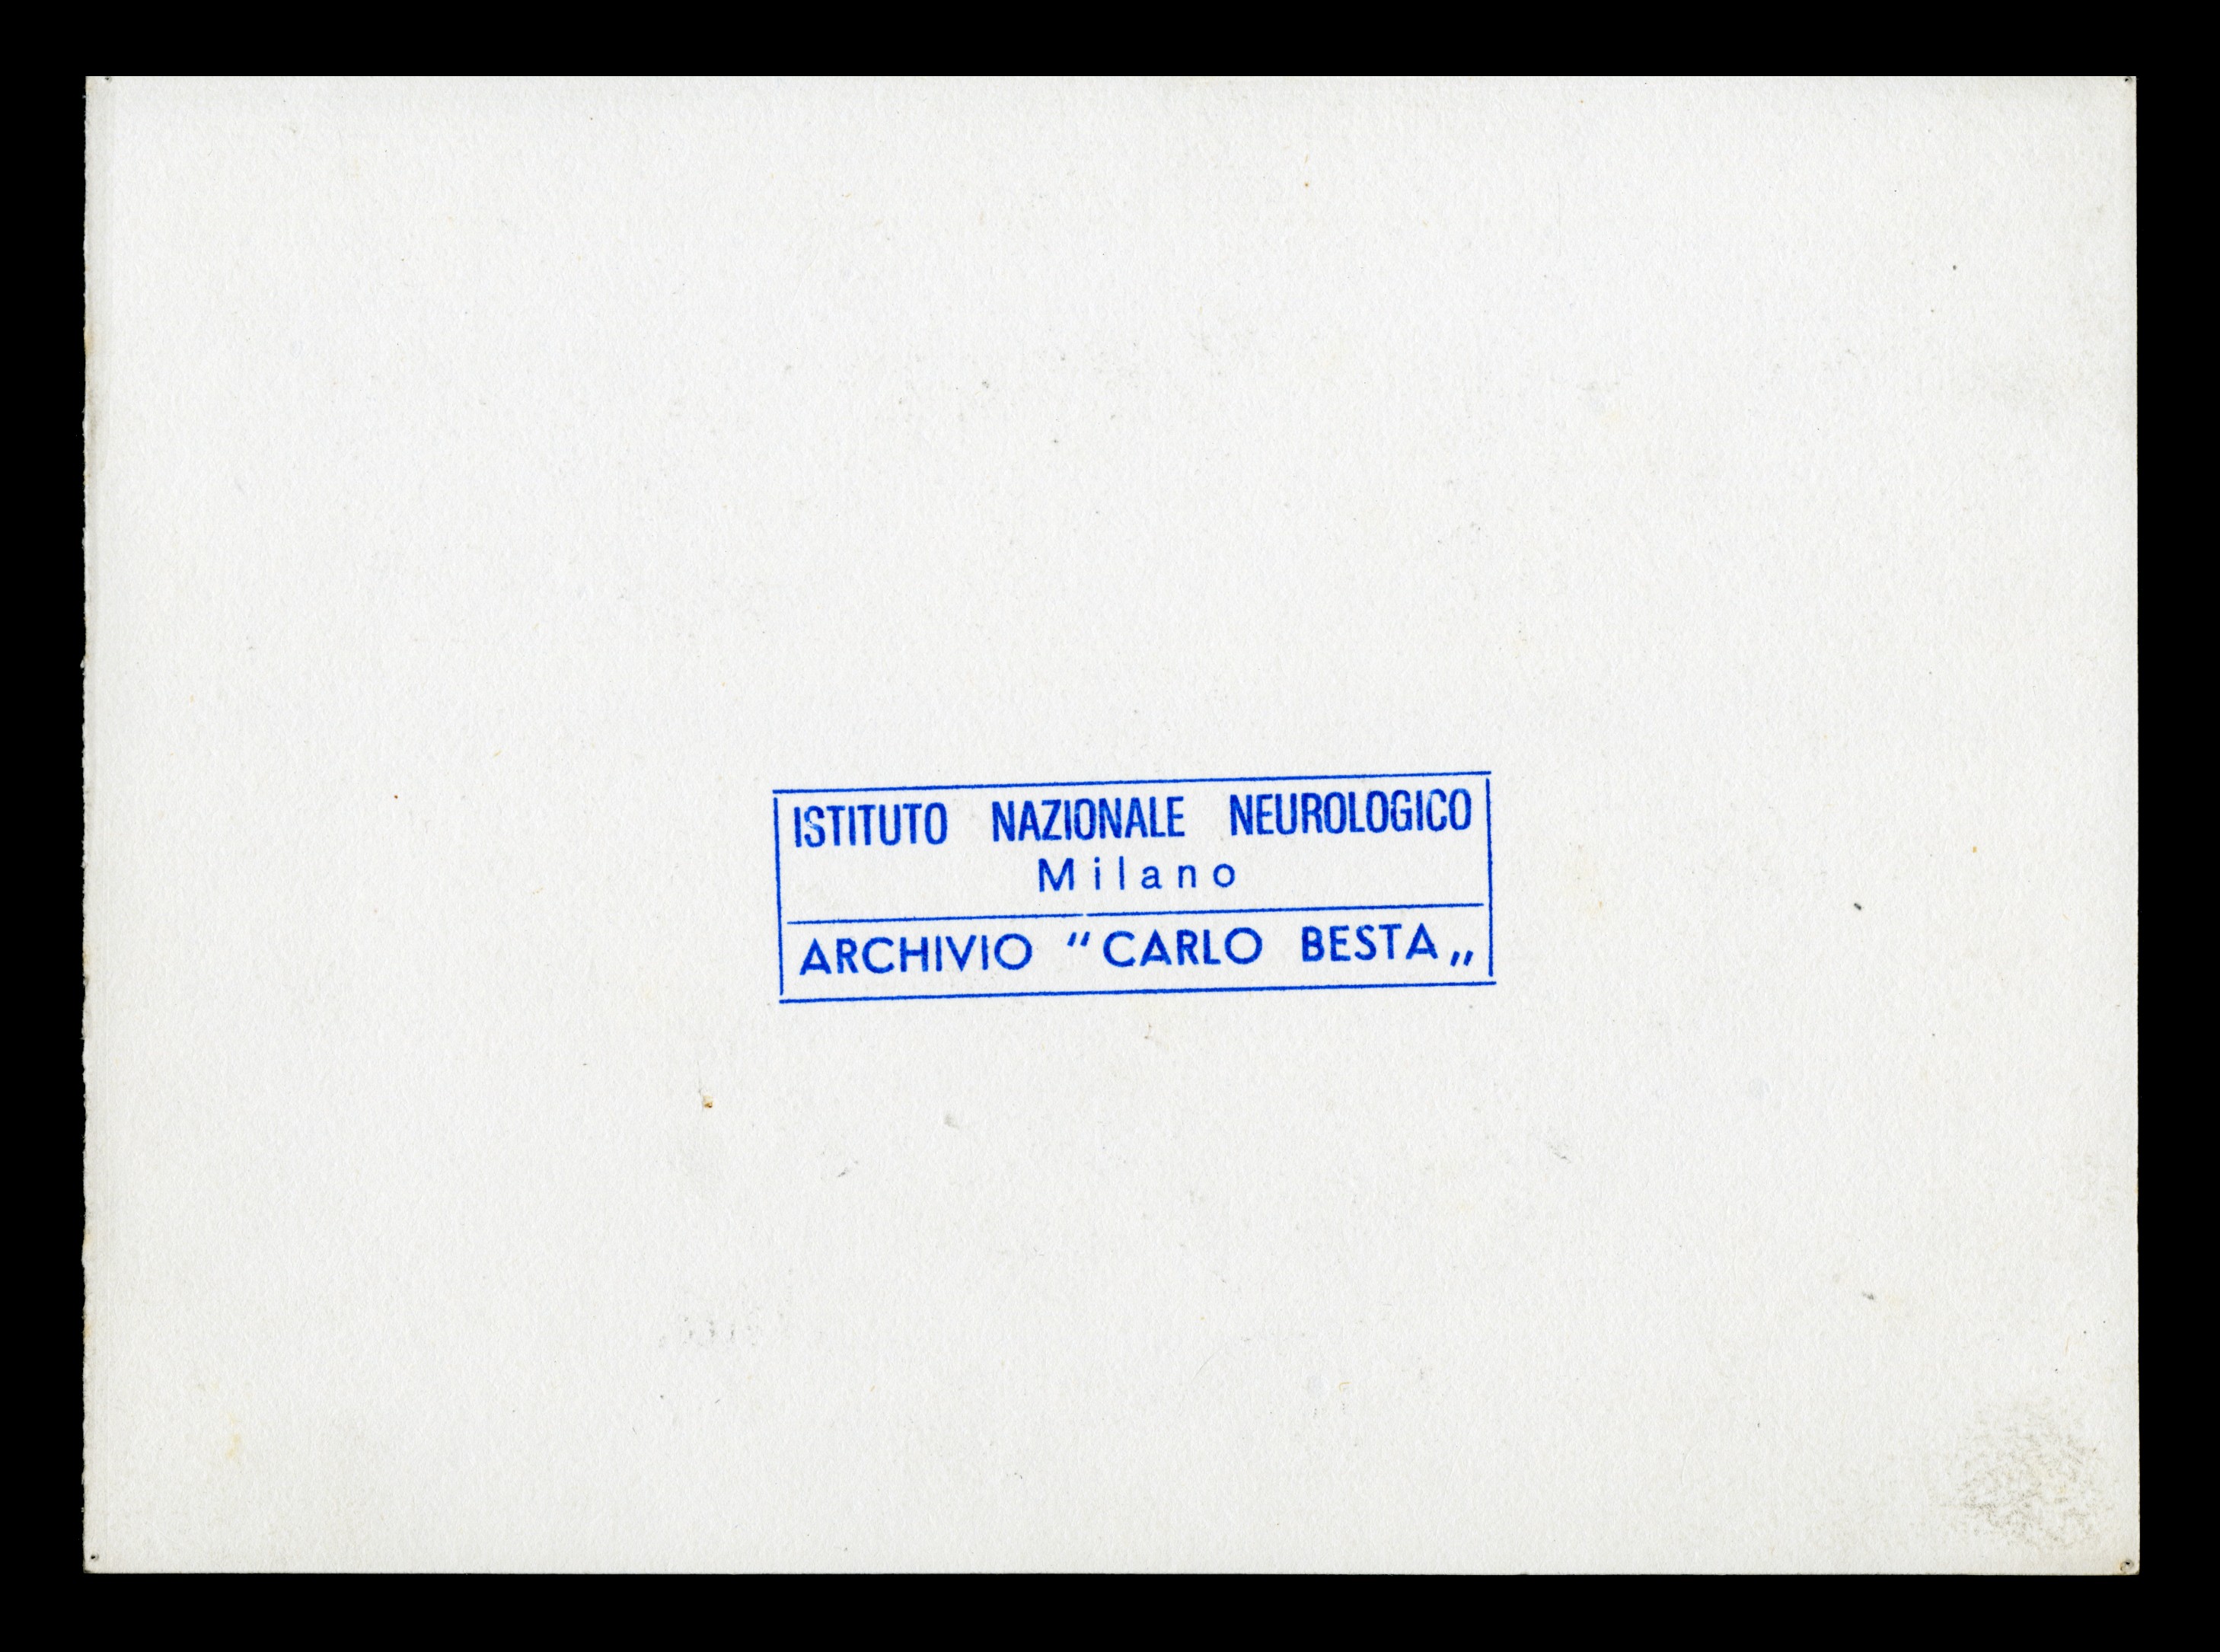 ISTITUTO NAZIONALE NEUROLOGICO
Milano
ARCHIVIO “CARLO BESTA„